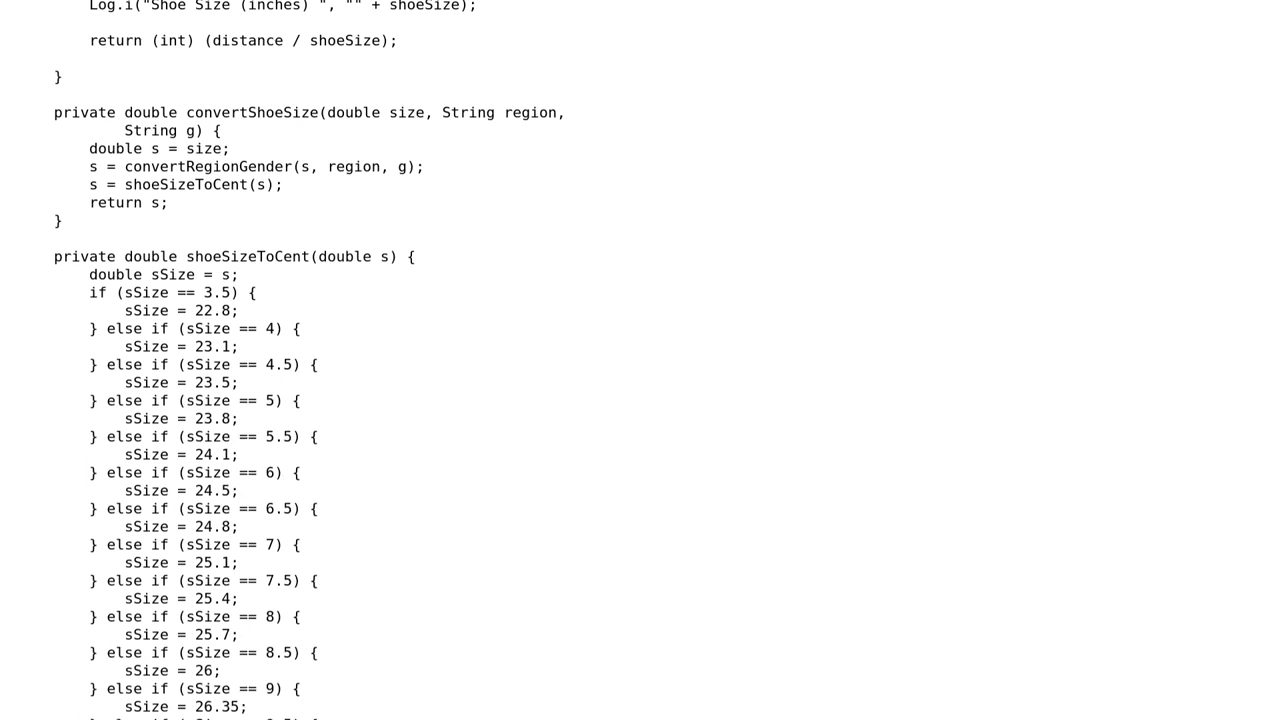 Log.i("Shoe Size (inches) ", "" + shoeSize);
return (int) (distance / shoeSize);
}
private double convertShoeSize(double size, String region,
String g) {
double s = size;
s = convertRegionGender(s, region, g);
s = shoeSizeToCent(s);
return s;
}
private double shoeSizeToCent(double s) {
double sSize = s;
if (sSize == 3.5) {
sSize = 22.8;
} else if (sSize == 4) {
sSize = 23.1;
} else if (sSize == 4.5) {
sSize = 23.5;
} else if (sSize == 5) {
sSize = 23.8;
} else if (sSize == 5.5) {
sSize = 24.1;
} else if (sSize == 6) {
sSize = 24.5;
} else if (sSize == 6.5) {
sSize = 24.8;
} else if (sSize == 7) {
sSize = 25.1;
} else if (sSize == 7.5) {
sSize = 25.4;
} else if (sSize == 8) {
sSize = 25.7;
} else if (sSize == 8.5) {
sSize = 26;
} else if (sSize == 9) {
sSize = 26.35;